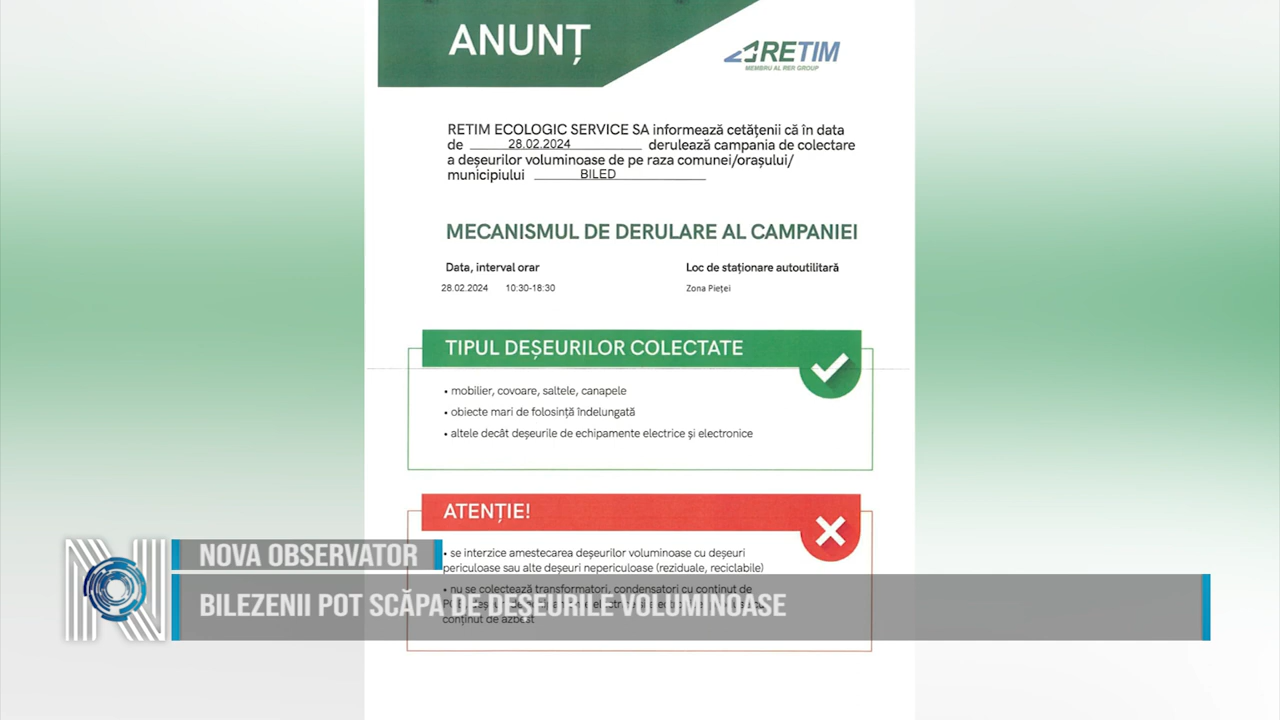 ANUNȚ
RETIM
MEMBRU AL RER GROUP
RETIM ECOLOGIC SERVICE SA informează cetățenii că în data
de 28.02.2024 derulează campania de colectare
a deșeurilor voluminoase de pe raza comunei/orașului/
municipiului BILED
MECANISMUL DE DERULARE AL CAMPANIEI
Data, interval orar Loc de staționare autoutilitară
28.02.2024 10:30-18:30 Zona Pieței
TIPUL DEȘEURILOR COLECTATE
• mobilier, covoare, saltele, canapele
• obiecte mari de folosință îndelungată
• altele decât deșeurile de echipamente electrice și electronice
ATENȚIE!
• se interzice amestecarea deșeurilor voluminoase cu deșeuri
periculoase sau alte deșeuri nepericuloase (reziduale, reciclabile)
• nu se colectează transformatori, condensatori cu conținut de
conținut de azbest
NOVA OBSERVATOR
BILEZENII POT SCĂPA DE DEȘEURILE VOLUMINOASE